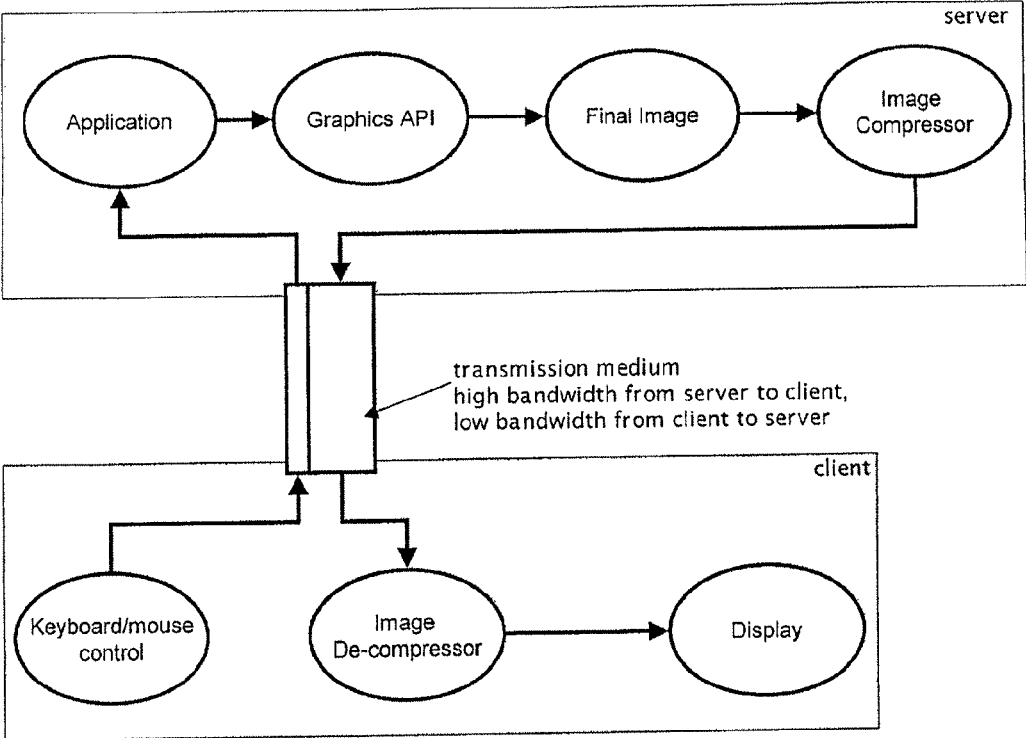 server
Application
Graphics API
Final Image
Image
Compressor
transmission medium
high bandwidth from server to client,
low bandwidth from client to server
client
Keyboard/mouse
control
Image
De-compressor
Display